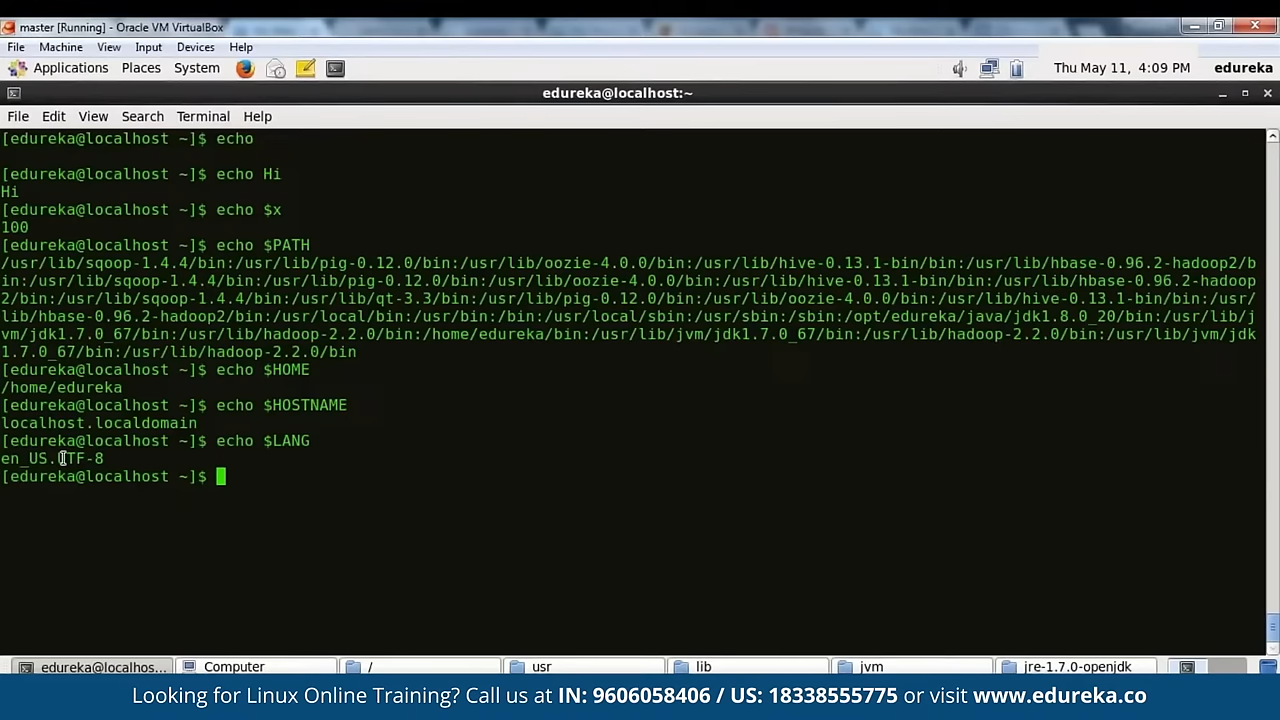 master [Running] - Oracle VM VirtualBox
File Machine View Input Devices Help
Applications Places System Thu May 11, 4:09 PM edureka
edureka@localhost:~
File Edit View Search Terminal Help
[edureka@localhost ~]$ echo
[edureka@localhost ~]$ echo Hi
Hi
[edureka@localhost ~]$ echo $x
100
[edureka@localhost ~]$ echo $PATH
/usr/lib/sqoop-1.4.4/bin:/usr/lib/pig-0.12.0/bin:/usr/lib/oozie-4.0.0/bin:/usr/lib/hive-0.13.1-bin/bin:/usr/lib/hbase-0.96.2-hadoop2/b
in:/usr/lib/sqoop-1.4.4/bin:/usr/lib/pig-0.12.0/bin:/usr/lib/oozie-4.0.0/bin:/usr/lib/hive-0.13.1-bin/bin:/usr/lib/hbase-0.96.2-hadoop
2/bin:/usr/lib/sqoop-1.4.4/bin:/usr/lib/qt-3.3/bin:/usr/lib/pig-0.12.0/bin:/usr/lib/oozie-4.0.0/bin:/usr/lib/hive-0.13.1-bin/bin:/usr/
lib/hbase-0.96.2-hadoop2/bin:/usr/local/bin:/usr/bin:/bin:/usr/local/sbin:/usr/sbin:/sbin:/opt/edureka/java/jdk1.8.0_20/bin:/usr/lib/j
vm/jdk1.7.0_67/bin:/usr/lib/hadoop-2.2.0/bin:/home/edureka/bin:/usr/lib/jvm/jdk1.7.0_67/bin:/usr/lib/hadoop-2.2.0/bin:/usr/lib/jvm/jdk
1.7.0_67/bin:/usr/lib/hadoop-2.2.0/bin
[edureka@localhost ~]$ echo $HOME
/home/edureka
[edureka@localhost ~]$ echo $HOSTNAME
localhost.localdomain
[edureka@localhost ~]$ echo $LANG
en_US.UTF-8
[edureka@localhost ~]$
edureka@localhos... Computer / usr lib jvm jre-1.7.0-openjdk
Looking for Linux Online Training? Call us at IN: 9606058406 / US: 18338555775 or visit www.edureka.co